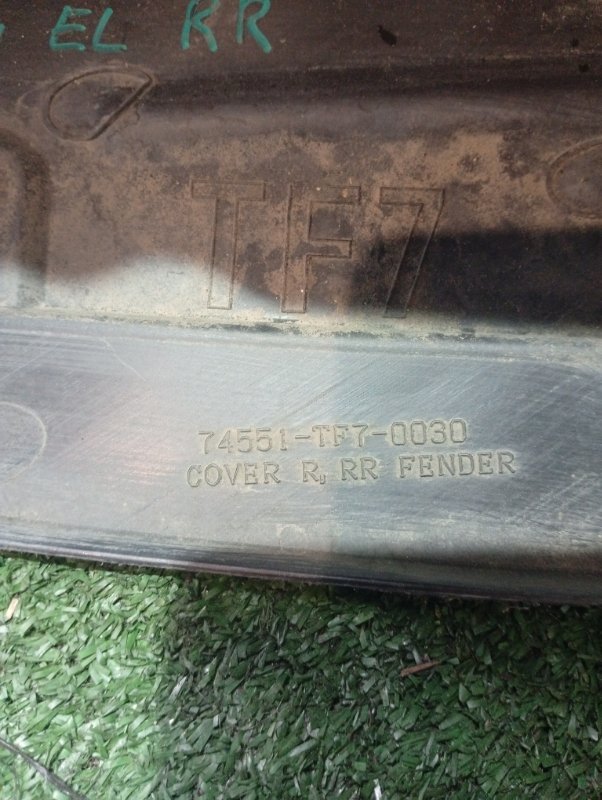 EL RR
TF7
74551-TF7-0030
COVER R, RR FENDER